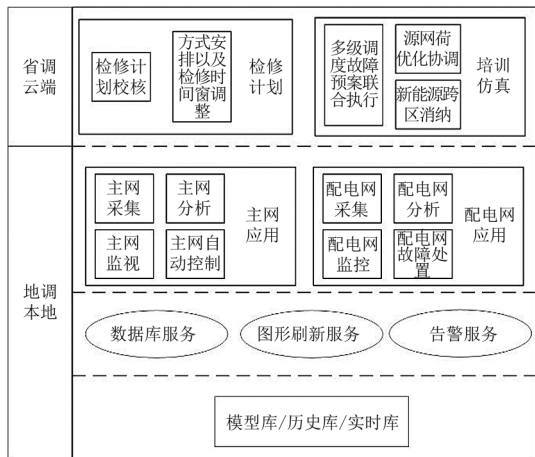 省调
云端
检修计
划校核
方式安
排以及
检修时
间窗调
整
检修
计划
多级调
度故障
预案联
合执行
源网荷
优化协调
新能源跨
区消纳
培训
仿真
地调
本地
主网
采集
主网
分析
主网
监视
主网自
动控制
主网
应用
配电网
采集
配电网
分析
配电网
监控
配电网
故障处
置
配电网
应用
数据库服务
图形刷新服务
告警服务
模型库/历史库/实时库